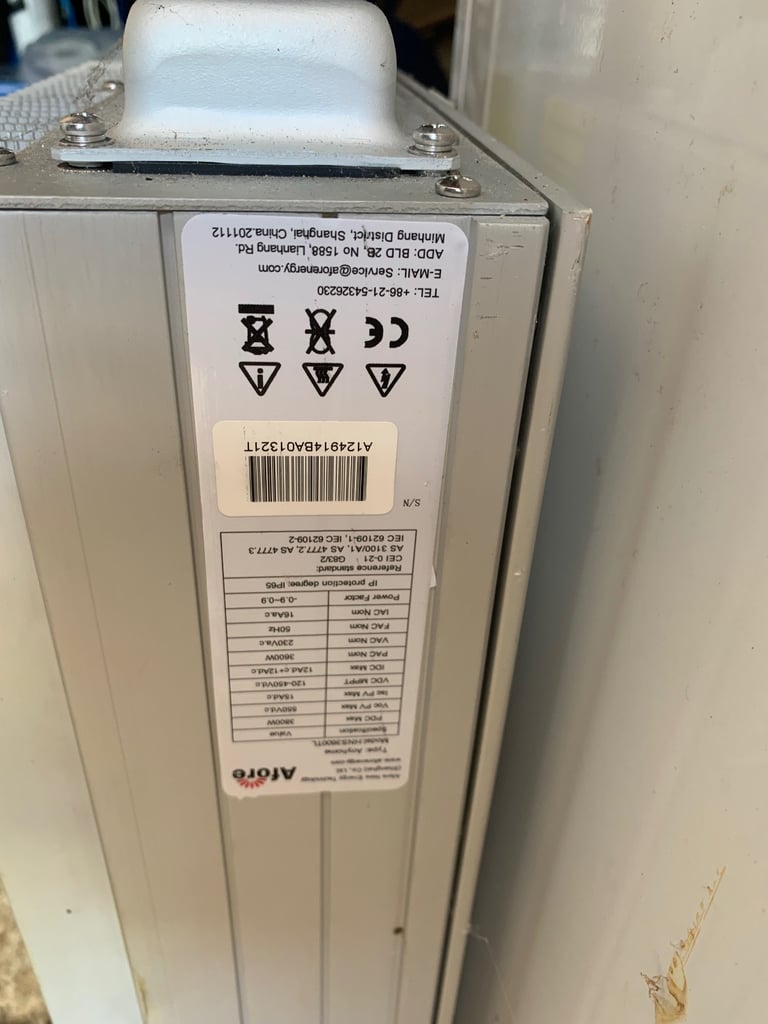 Afore
Afore New Energy Technology
(Shanghai) Co., Ltd.
www.aforenergy.com
Type: Anyhome
Model:HNS3600TL
Specification Value
PDC Max 3800W
Voc PV Max 550Vd.c
Isc PV Max 15Ad.c
VDC MPPT 120-450Vd.c
IDC Max 12Ad.c+12Ad.c
PAC Nom 3600W
VAC Nom 230Va.c
FAC Nom 50Hz
IAC Nom 16Aa.c
Power Factor -0.9~0.9
IP protection degree: IP65
Reference standard:
CEI 0-21 G83/2
AS 3100/A1, AS 4777.2, AS 4777.3
IEC 62109-1, IEC 62109-2
S/N
A124914BA01321T
CE
TEL: +86-21-54326230
E-MAIL: Service@aforenergy.com
ADD: BLD 2B, No 1588, Lianhang Rd.
Minhang District, Shanghai, China.201112